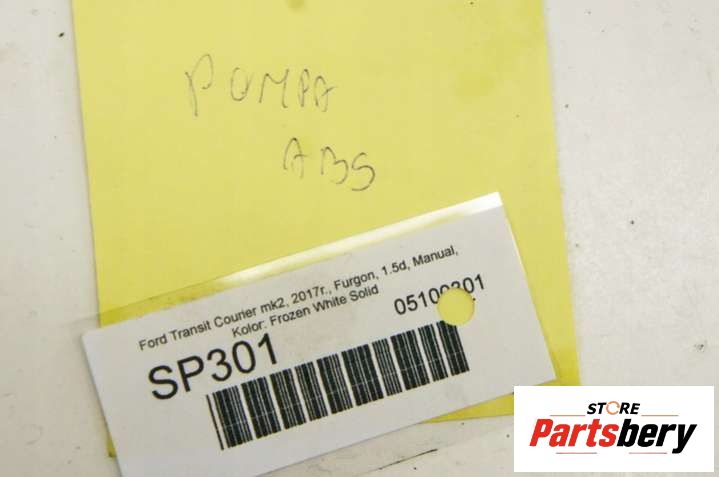 POMPA
ABS
Ford Transit Courier mk2, 2017r., Furgon, 1.5d, Manual,
Kolor: Frozen White Solid
SP301
STORE
Partsbery